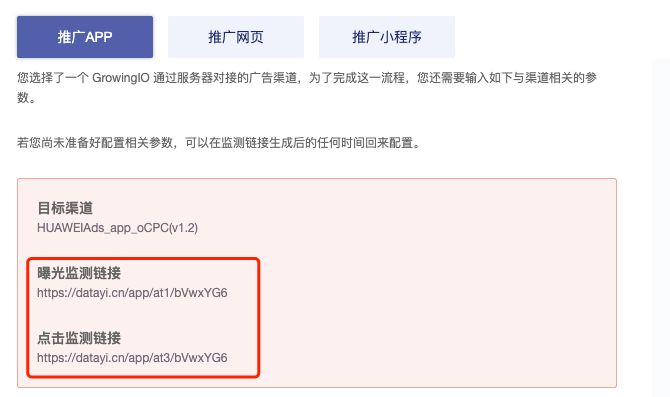 推广APP
推广网页
推广小程序
您选择了一个 GrowingIO 通过服务器对接的广告渠道，为了完成这一流程，您还需要输入如下与渠道相关的参
数。
若您尚未准备好配置相关参数，可以在监测链接生成后的任何时间回来配置。
目标渠道
HUAWEIAds_app_oCPC(v1.2)
曝光监测链接
https://datayi.cn/app/at1/bVwxYG6
点击监测链接
https://datayi.cn/app/at3/bVwxYG6